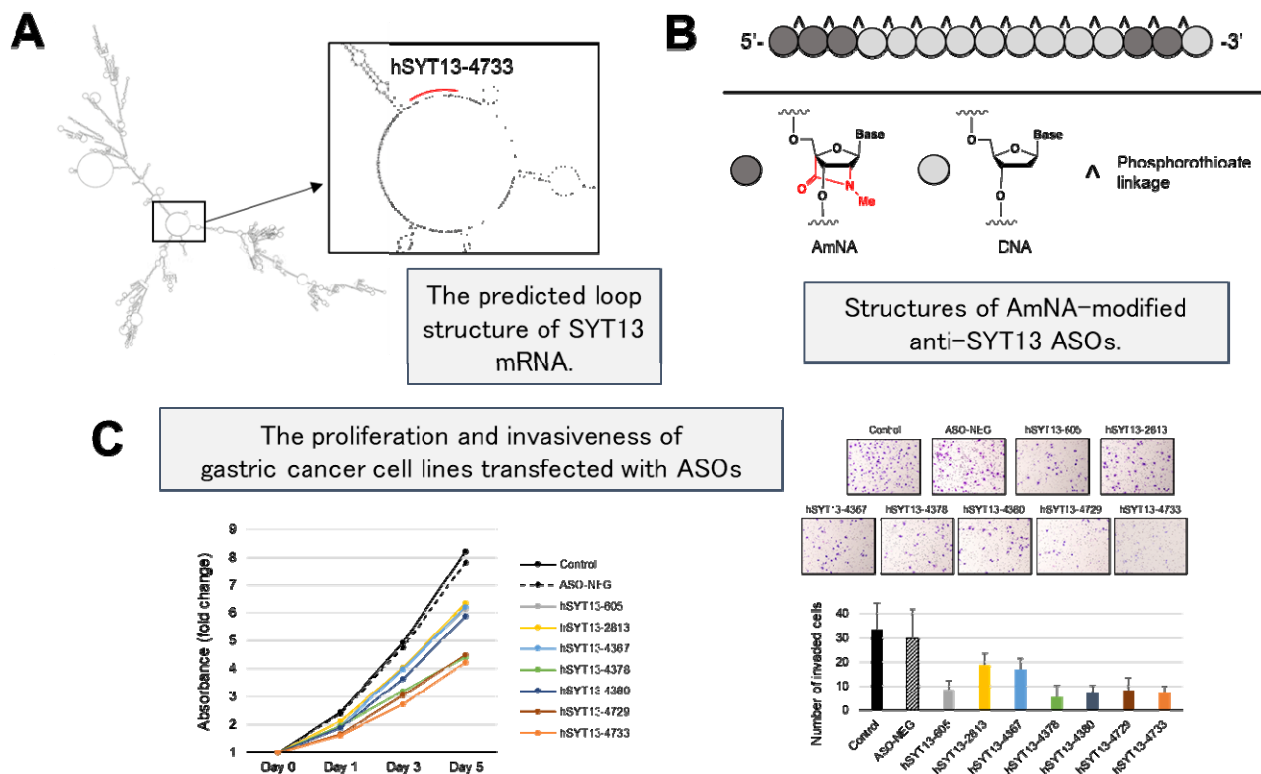 A
hSYT13-4733
The predicted loop
structure of SYT13
mRNA.
B
5'-
-3'
Base
O
O
O
N
Me
O
AmNA
Base
O
O
O
DNA
^ Phosphorothioate
linkage
Structures of AmNA-modified
anti-SYT13 ASOs.
C
The proliferation and invasiveness of
gastric cancer cell lines transfected with ASOs
Absorbance (fold change)
9
8
7
6
5
4
3
2
1
Day 0 Day 1 Day 3 Day 5
Control
ASO-NEG
hSYT13-605
hSYT13-2813
hSYT13-4367
hSYT13-4378
hSYT13-4380
hSYT13-4729
hSYT13-4733
Control ASO-NEG hSYT13-605 hSYT13-2813
hSYT13-4367 hSYT13-4378 hSYT13-4380 hSYT13-4729 hSYT13-4733
Number of invaded cells
40
30
20
10
0
Control
ASO-NEG
hSYT13-605
hSYT13-2813
hSYT13-4367
hSYT13-4378
hSYT13-4380
hSYT13-4729
hSYT13-4733